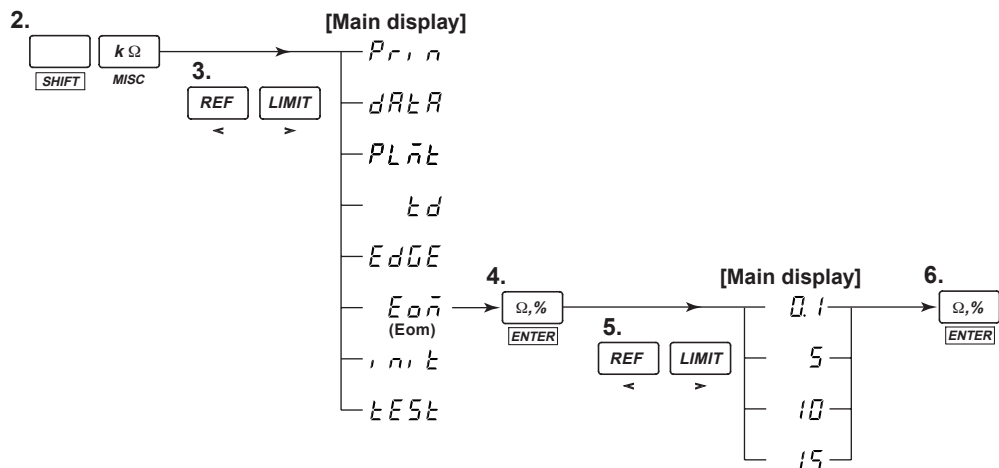 [Main display]
2.
kΩ
SHIFT MISC
3.
REF LIMIT
< >
Prin
dAtA
PLmt
td
EdGE
Eom
(Eom)
init
tESt
4.
Ω,%
ENTER
5.
REF LIMIT
< >
[Main display]
0.1
5
10
15
6.
Ω,%
ENTER